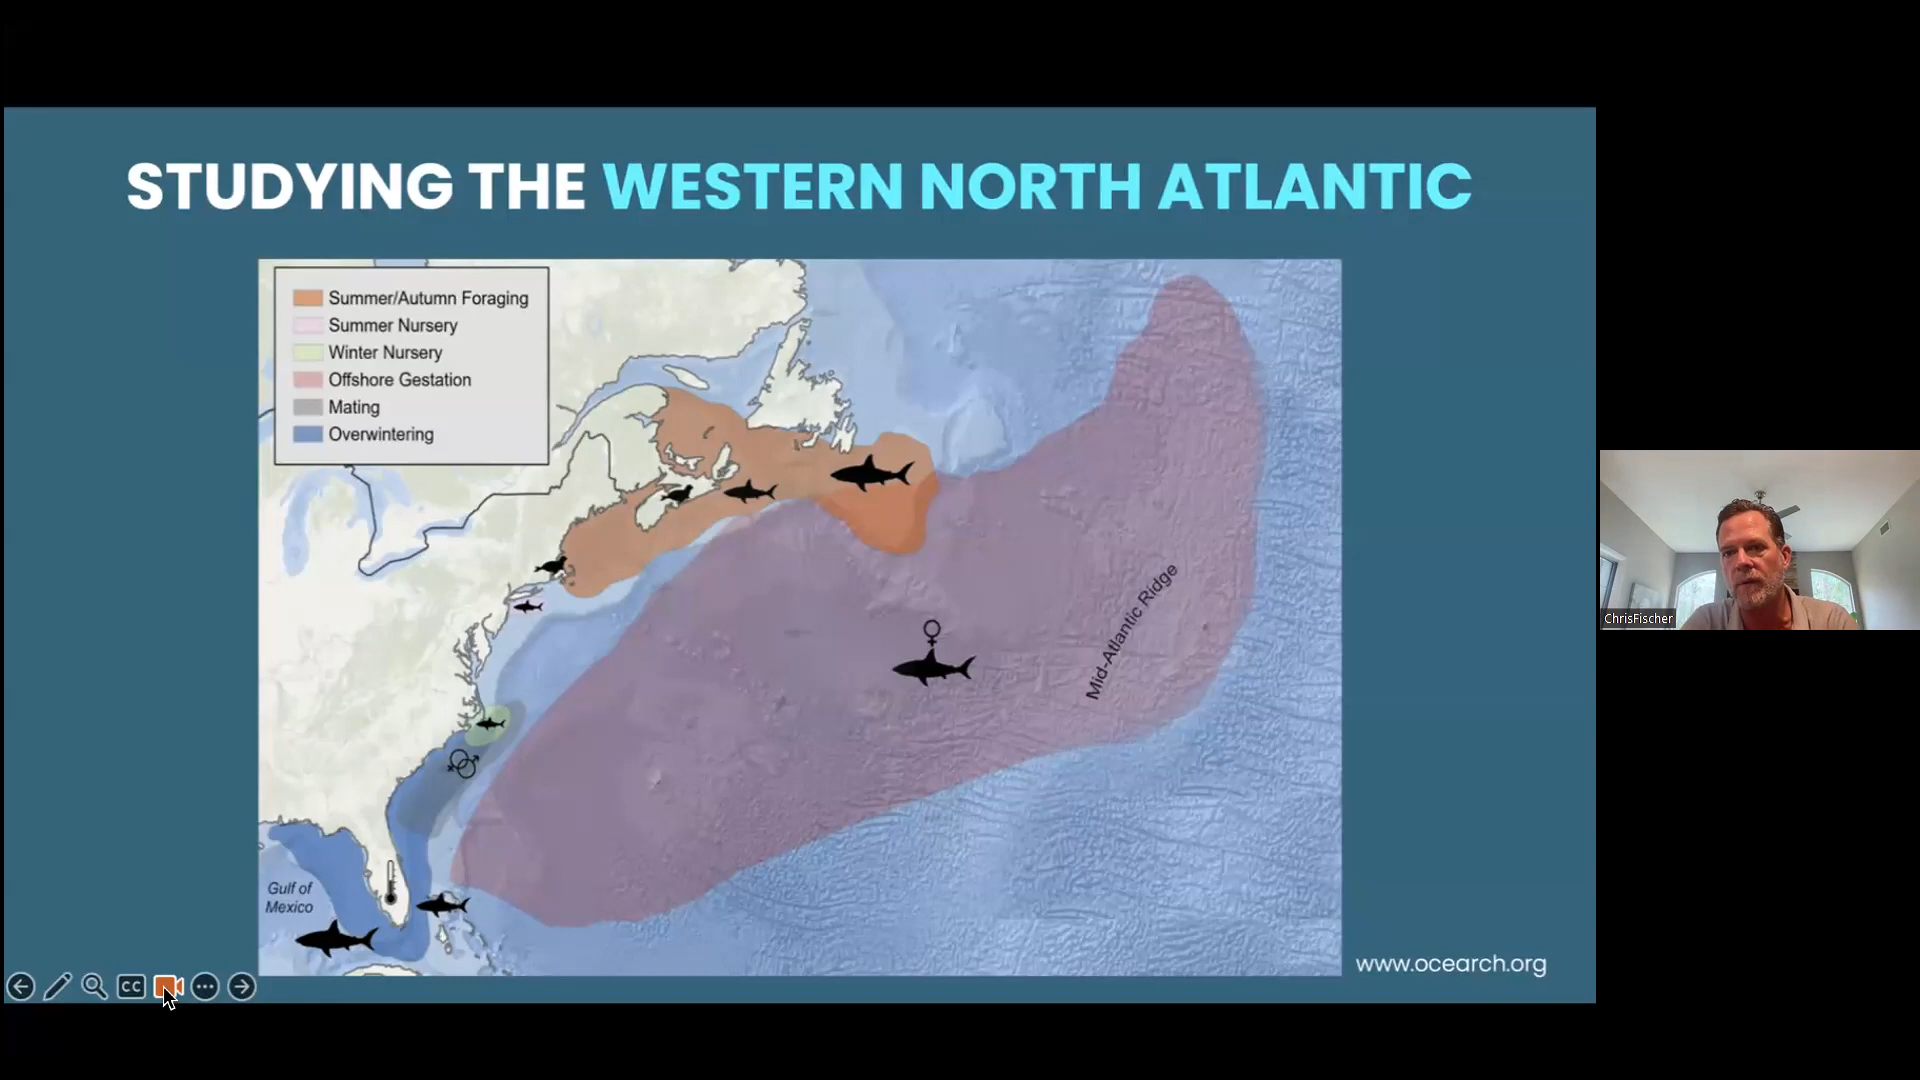 STUDYING THE WESTERN NORTH ATLANTIC
Summer/Autumn Foraging
Summer Nursery
Winter Nursery
Offshore Gestation
Mating
Overwintering
Mid-Atlantic Ridge
Gulf of
Mexico
www.ocearch.org
CC
ChrisFischer